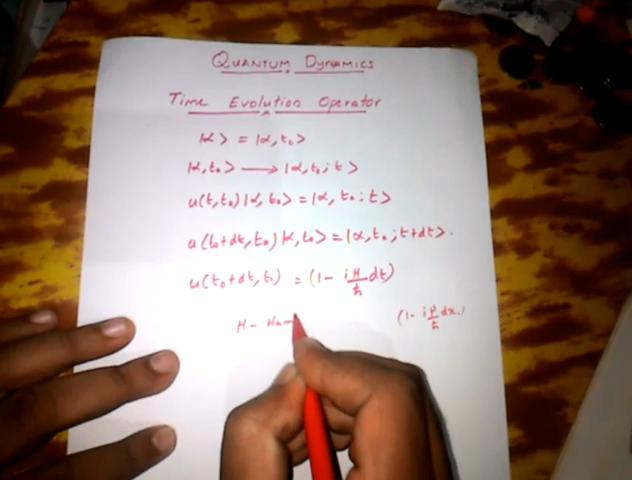 QUANTUM DYNAMICS
TIME EVOLUTION OPERATOR
|α> = |α, t₀>
|α, t₀> ⟶ |α, t₀; t>
u(t, t₀) |α, t₀> = |α, t₀; t>
u(t₀+dt, t₀) |α, t₀> = |α, t₀; t+dt>.
u(t₀+dt, t₀) = (1 - iH/ħ dt)
H - Ham (1 - iP/ħ dx.)